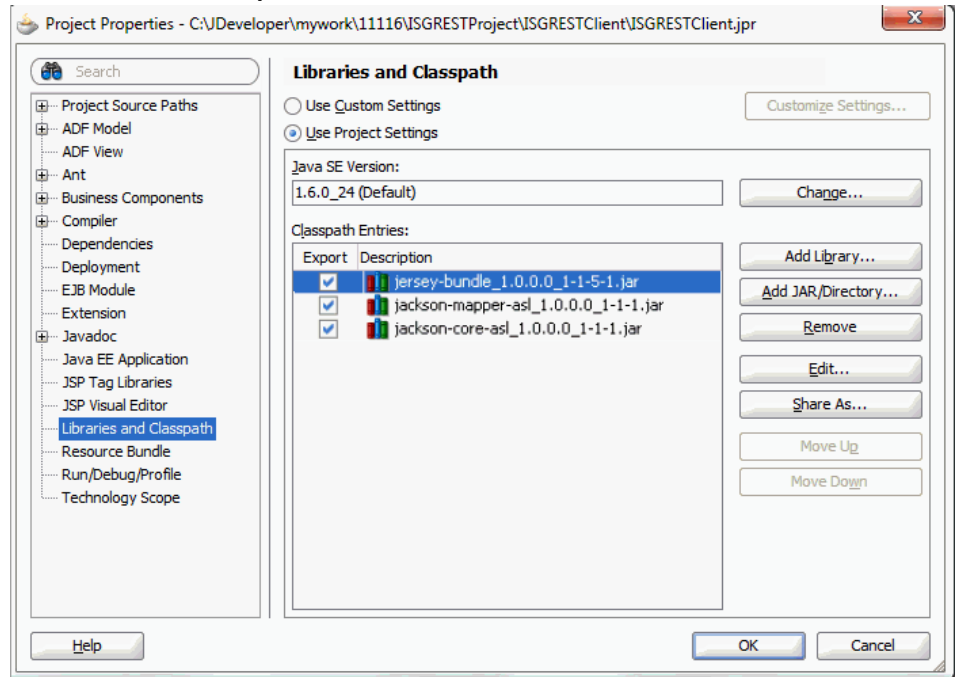 Project Properties - C:\JDeveloper\mywork\11116\ISGRESTProject\ISGRESTClient\ISGRESTClient.jpr
Search
Project Source Paths
ADF Model
ADF View
Ant
Business Components
Compiler
Dependencies
Deployment
EJB Module
Extension
Javadoc
Java EE Application
JSP Tag Libraries
JSP Visual Editor
Libraries and Classpath
Resource Bundle
Run/Debug/Profile
Technology Scope
Libraries and Classpath
Use Custom Settings
Customize Settings...
Use Project Settings
Java SE Version:
1.6.0_24 (Default)
Change...
Classpath Entries:
Export Description
jersey-bundle_1.0.0.0_1-1-5-1.jar
jackson-mapper-asl_1.0.0.0_1-1-1.jar
jackson-core-asl_1.0.0.0_1-1-1.jar
Add Library...
Add JAR/Directory...
Remove
Edit...
Share As...
Move Up
Move Down
Help
OK
Cancel